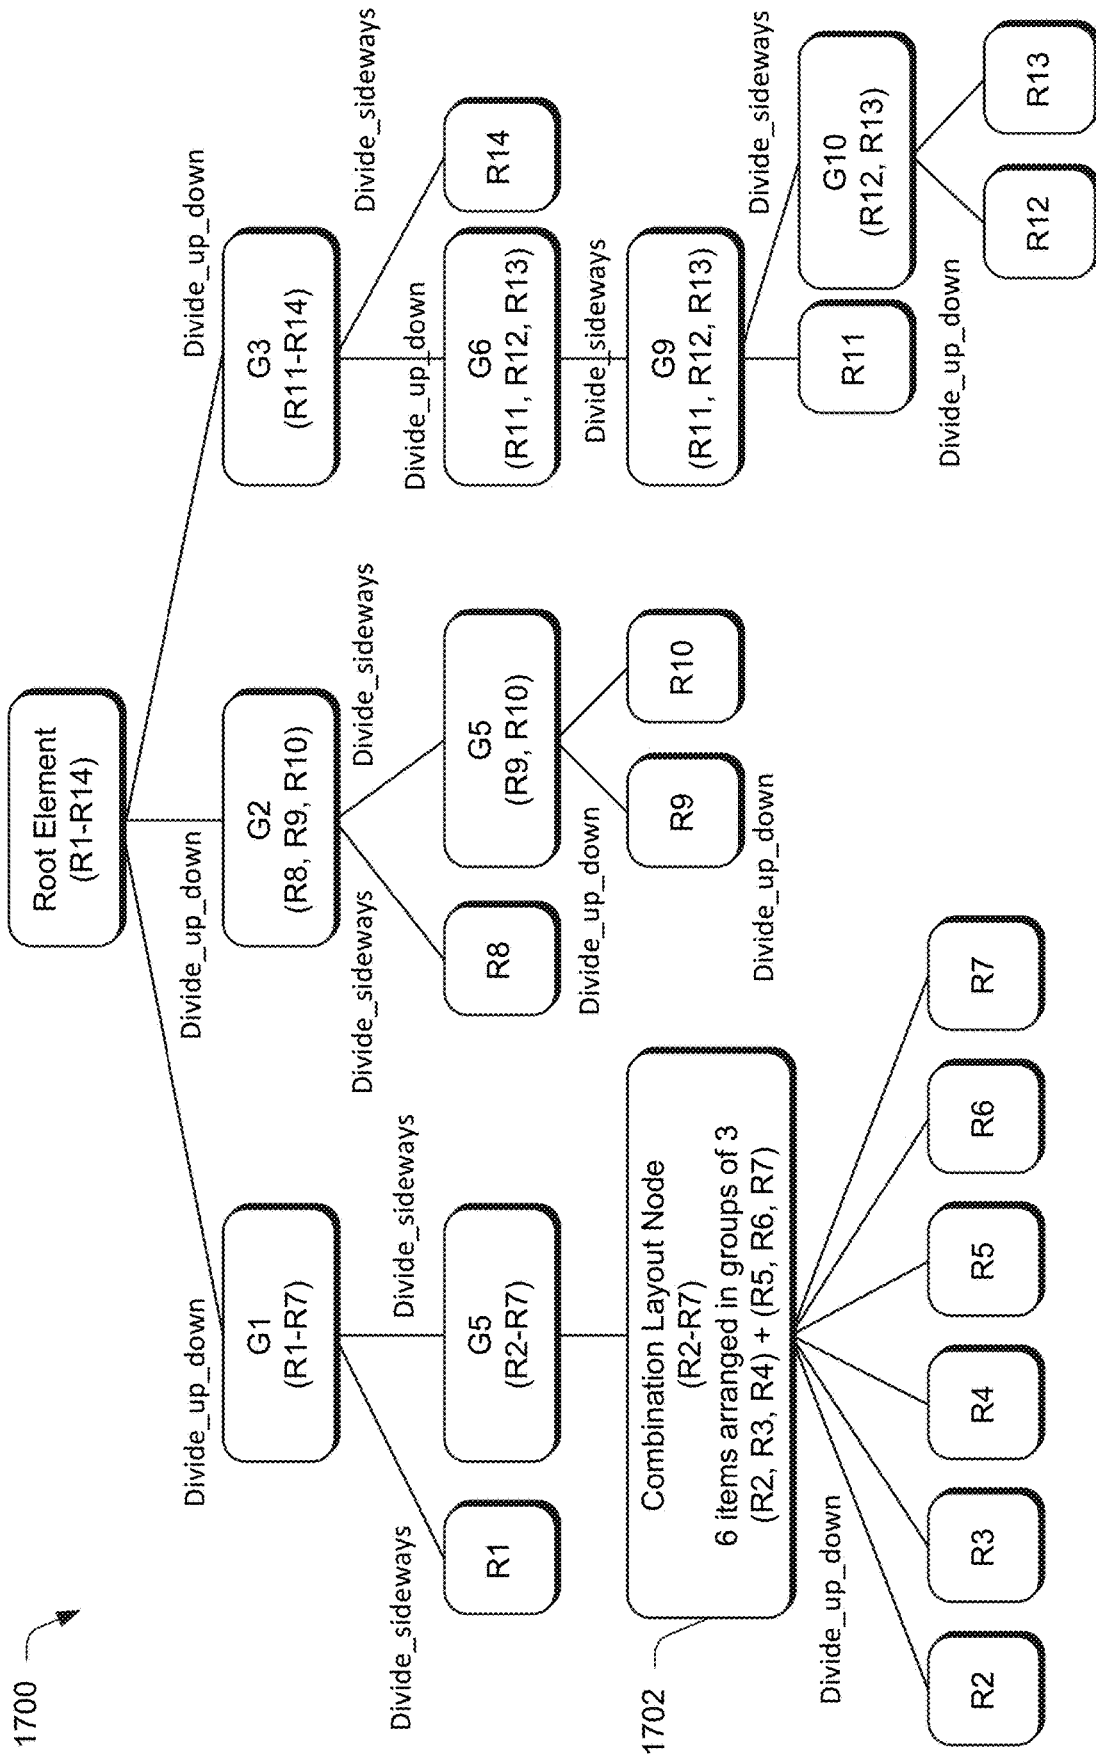 1700
Root Element
(R1-R14)
Divide_up_down
Divide_up_down
Divide_up_down
G1
(R1-R7)
G2
(R8, R9, R10)
G3
(R11-R14)
Divide_sideways
Divide_sideways
Divide_sideways
Divide_sideways
Divide_up_down
Divide_sideways
R1
G5
(R2-R7)
R8
G5
(R9, R10)
G6
(R11, R12, R13)
R14
Divide_up_down
Divide_sideways
1702
Combination Layout Node
(R2-R7)
6 items arranged in groups of 3
(R2, R3, R4) + (R5, R6, R7)
R9
R10
G9
(R11, R12, R13)
Divide_up_down
Divide_up_down
Divide_sideways
R11
G10
(R12, R13)
R2
R3
R4
R5
R6
R7
Divide_up_down
R12
R13